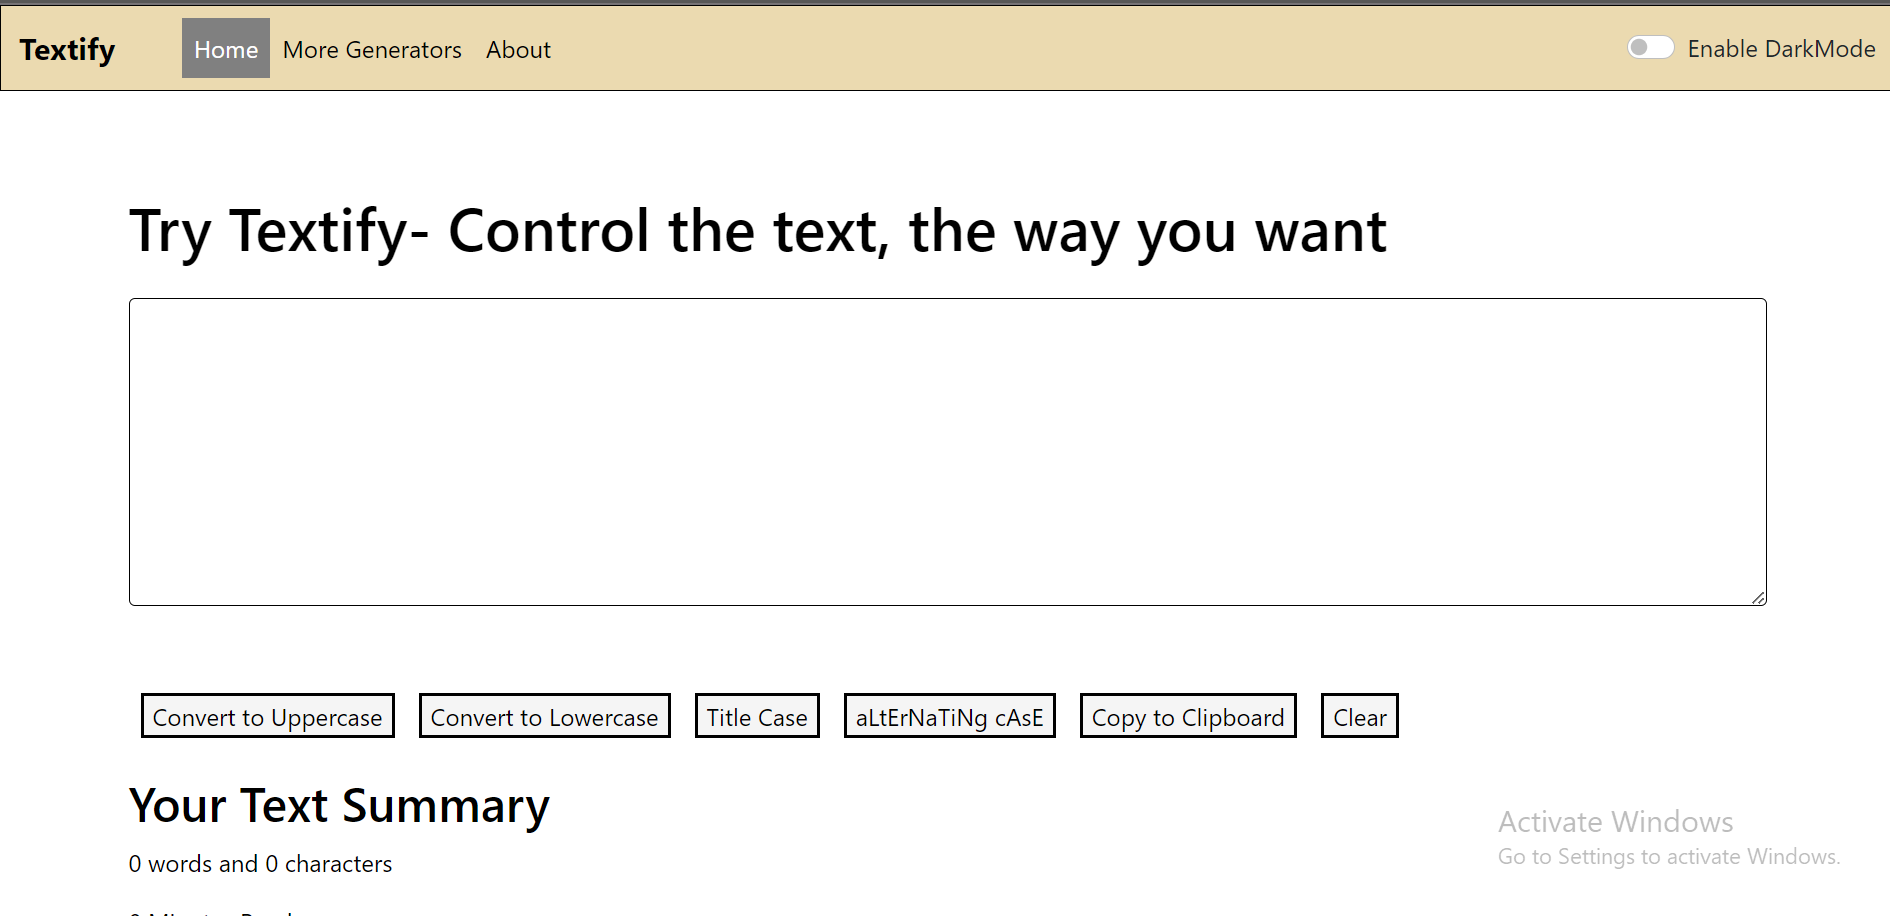 Textify Home More Generators About Enable DarkMode
Try Textify- Control the text, the way you want
Convert to Uppercase Convert to Lowercase Title Case aLtErNaTiNg cAsE Copy to Clipboard Clear
Your Text Summary
0 words and 0 characters
Activate Windows
Go to Settings to activate Windows.